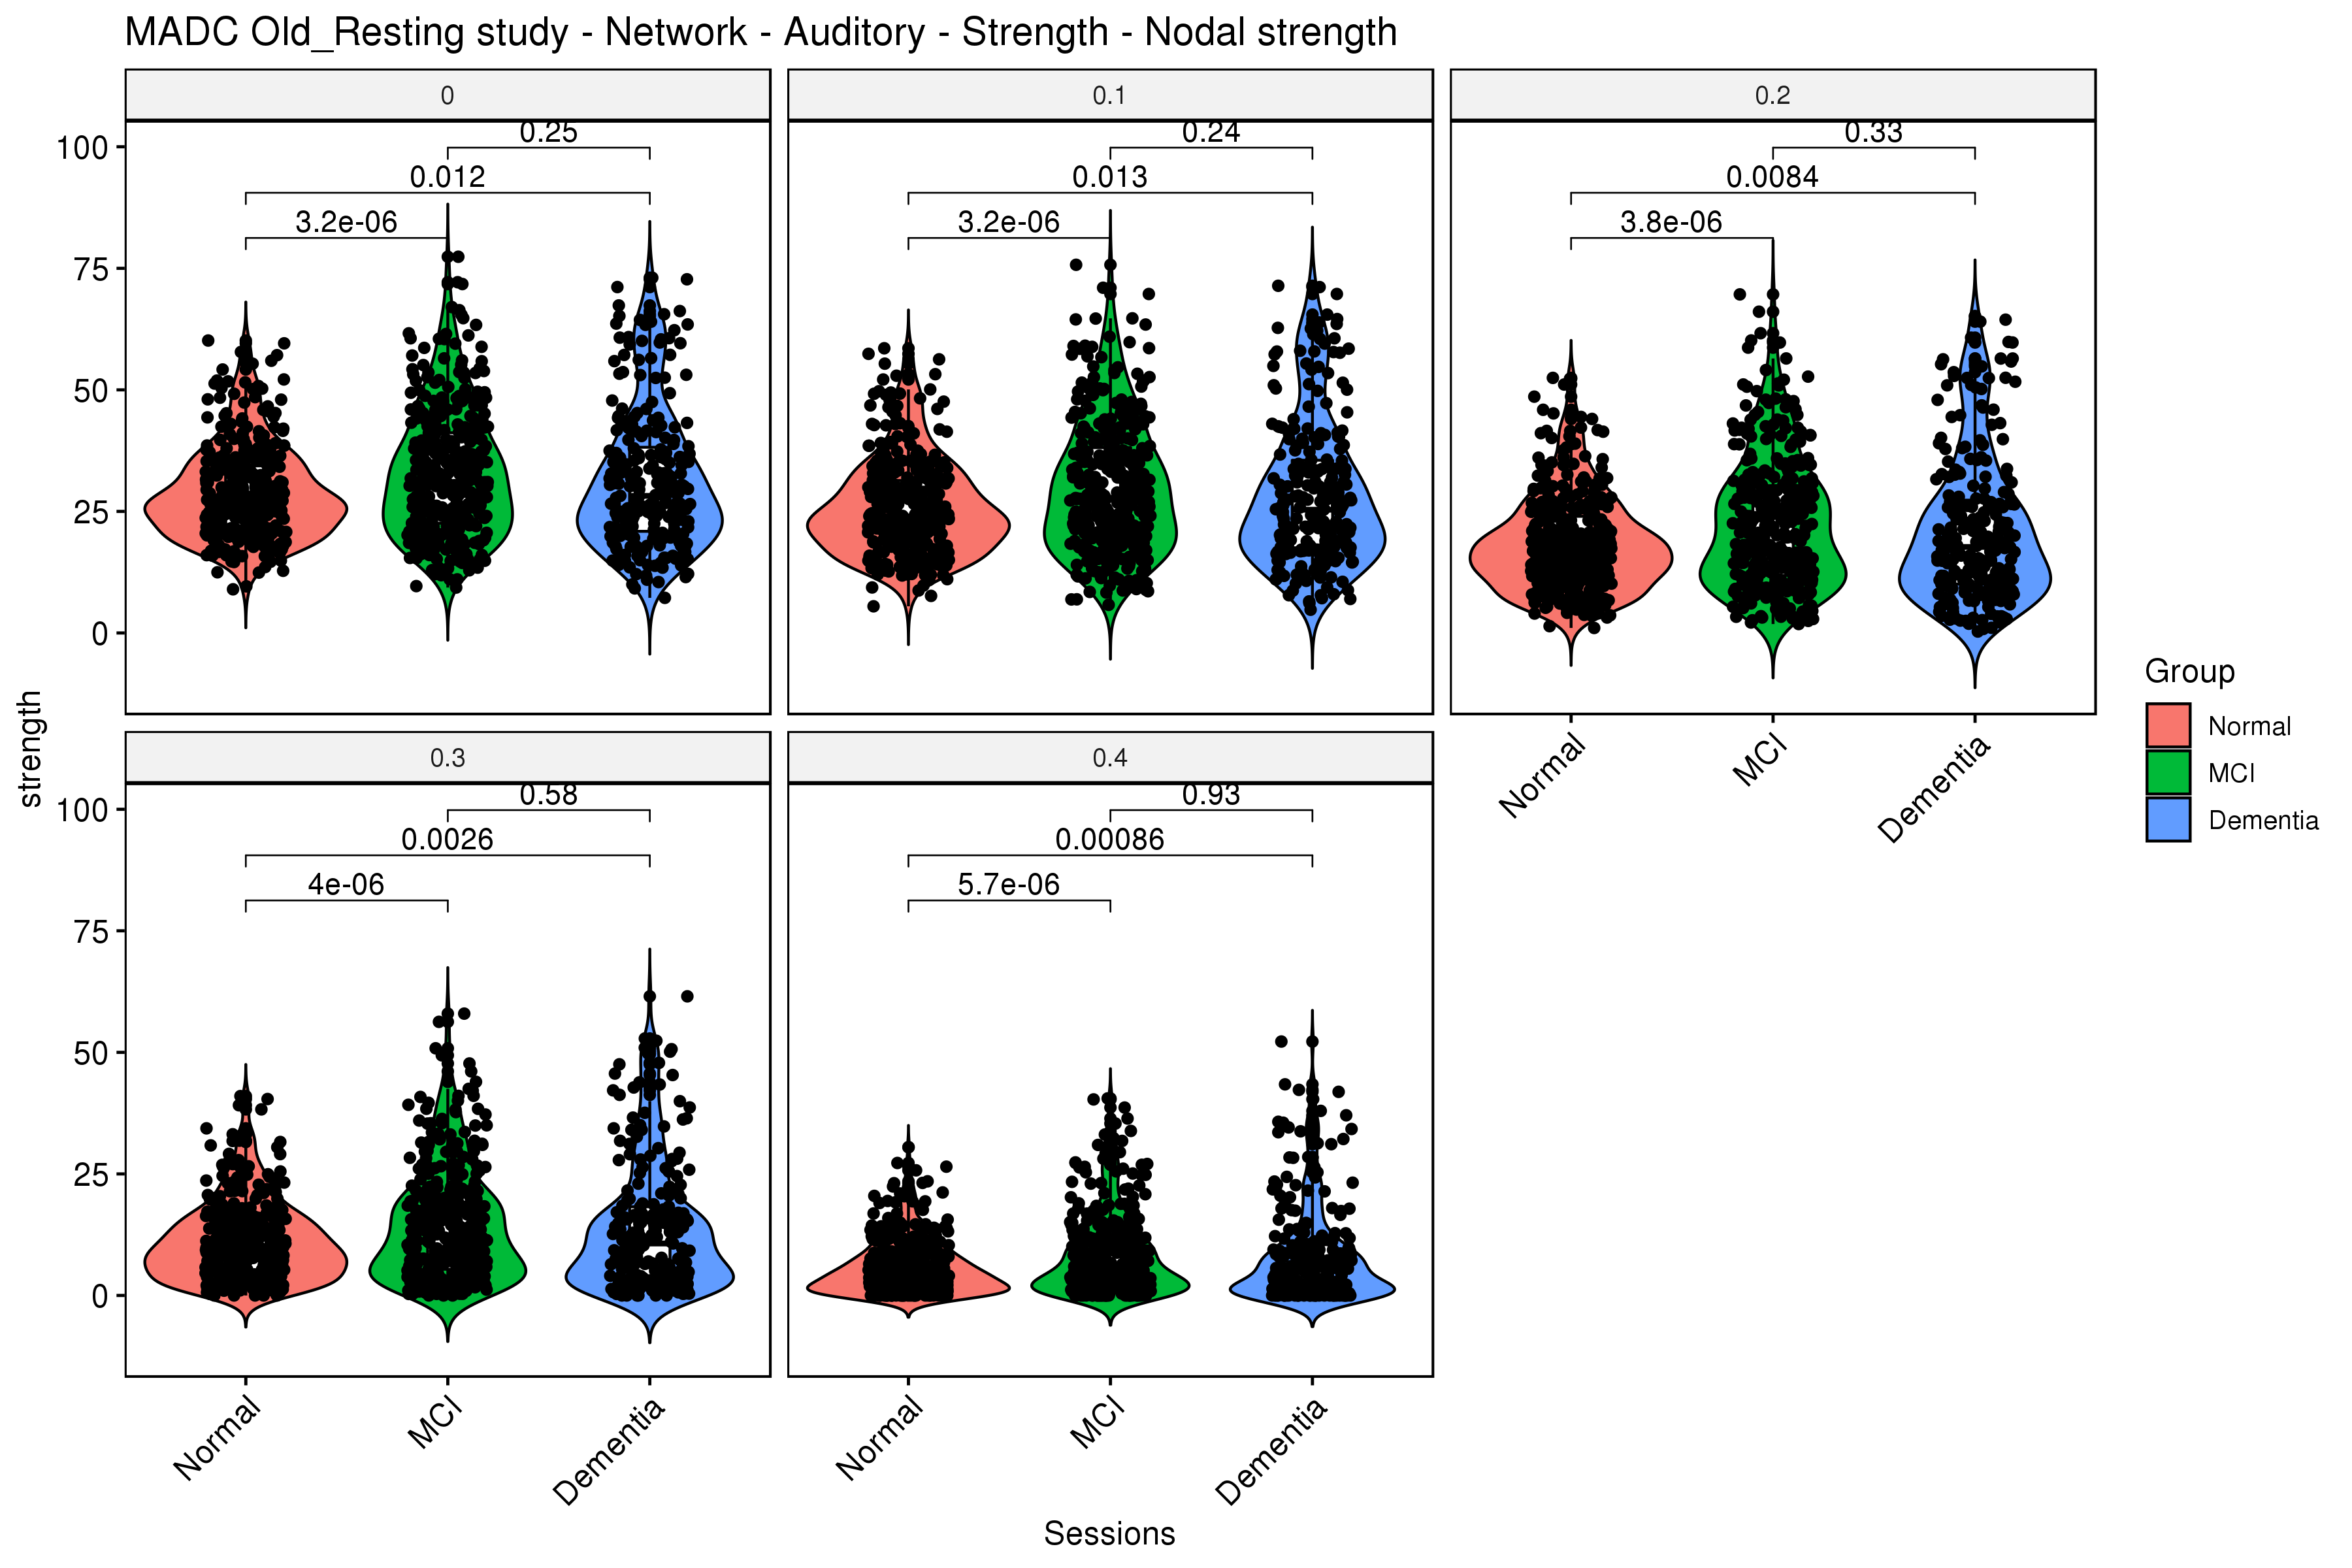 MADC Old_Resting study - Network - Auditory - Strength - Nodal strength
0
0.1
0.2
100
75
50
25
0
0.25
0.012
3.2e-06
0.24
0.013
3.2e-06
0.33
0.0084
3.8e-06
Normal
MCI
Dementia
strength
0.3
0.4
100
75
50
25
0
0.58
0.0026
4e-06
0.93
0.00086
5.7e-06
Normal
MCI
Dementia
Normal
MCI
Dementia
Sessions
Group
Normal
MCI
Dementia